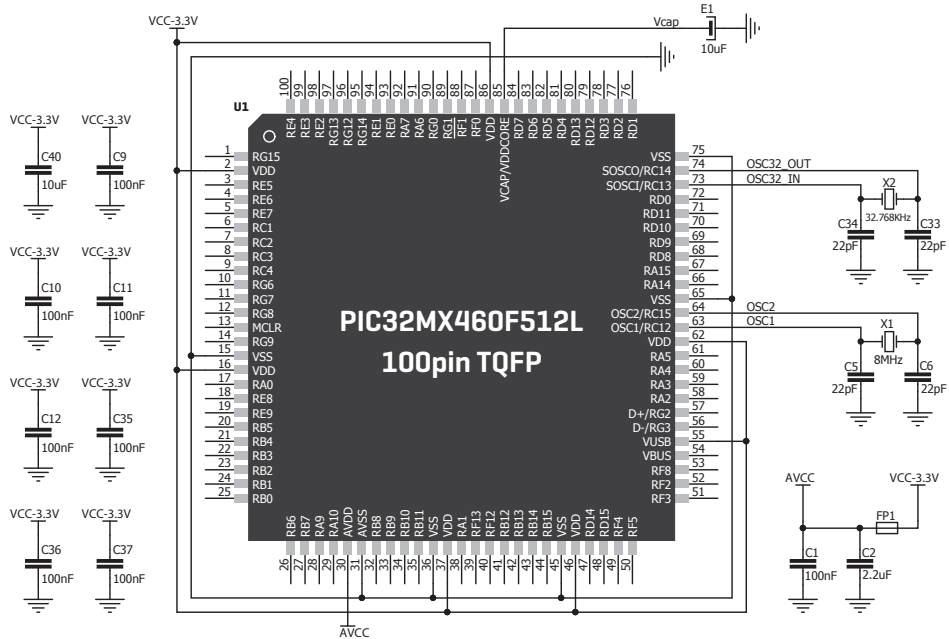 VCC-3.3V
Vcap
E1
10uF
U1
100
99
98
97
96
95
94
93
92
91
90
89
88
87
86
85
84
83
82
81
80
79
78
77
76
RE4
RE3
RE2
RG13
RG12
RG14
RE1
RE0
RA7
RA6
RG0
RG1
RF1
RF0
VDD
VCAP/VDDCORE
RD7
RD6
RD5
RD4
RD13
RD12
RD3
RD2
RD1
VCC-3.3V
C40
10uF
VCC-3.3V
C9
100nF
VCC-3.3V
C10
100nF
VCC-3.3V
C11
100nF
VCC-3.3V
C12
100nF
VCC-3.3V
C35
100nF
VCC-3.3V
C36
100nF
VCC-3.3V
C37
100nF
1 RG15
2 VDD
3 RE5
4 RE6
5 RE7
6 RC1
7 RC2
8 RC3
9 RC4
10 RG6
11 RG7
12 RG8
13 MCLR
14 RG9
15 VSS
16 VDD
17 RA0
18 RE8
19 RE9
20 RB5
21 RB4
22 RB3
23 RB2
24 RB1
25 RB0
PIC32MX460F512L
100pin TQFP
VSS 75
SOSCO/RC14 74
SOSCI/RC13 73
RD0 72
RD11 71
RD10 70
RD9 69
RD8 68
RA15 67
RA14 66
VSS 65
OSC2/RC15 64
OSC1/RC12 63
VDD 62
RA5 61
RA4 60
RA3 59
RA2 58
D+/RG2 57
D-/RG3 56
VUSB 55
VBUS 54
RF8 53
RF2 52
RF3 51
OSC32_OUT
OSC32_IN
X2
32.768KHz
C34
22pF
C33
22pF
OSC2
OSC1
X1
8MHz
C5
22pF
C6
22pF
AVCC
VCC-3.3V
FP1
C1
100nF
C2
2.2uF
RB6
RB7
RA9
RA10
AVDD
AVSS
RB8
RB9
RB10
RB11
VSS
VDD
RA1
RF13
RF12
RB12
RB13
RB14
RB15
VSS
VDD
RD14
RD15
RF4
RF5
26
27
28
29
30
31
32
33
34
35
36
37
38
39
40
41
42
43
44
45
46
47
48
49
50
AVCC